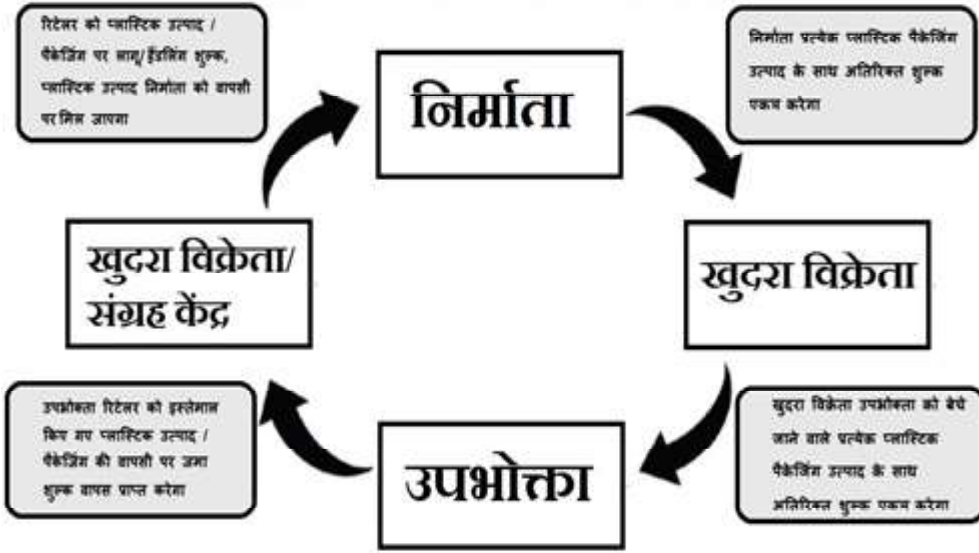 रिटेलर को प्लास्टिक उत्पाद /
पैकेजिंग पर लागू/हैंडलिंग शुल्क,
प्लास्टिक उत्पाद निर्माता को वापसी
पर मिल जाएगा
निर्माता
निर्माता प्रत्येक प्लास्टिक पैकेजिंग
उत्पाद के साथ अतिरिक्त शुल्क
एकत्र करेगा
खुदरा विक्रेता/
संग्रह केंद्र
खुदरा विक्रेता
उपभोक्ता रिटेलर को इस्तेमाल
किए गए प्लास्टिक उत्पाद /
पैकेजिंग की वापसी पर जमा
शुल्क वापस प्राप्त करेगा
उपभोक्ता
खुदरा विक्रेता उपभोक्ता को बेचे
जाने वाले प्रत्येक प्लास्टिक
पैकेजिंग उत्पाद के साथ
अतिरिक्त शुल्क एकत्र करेगा